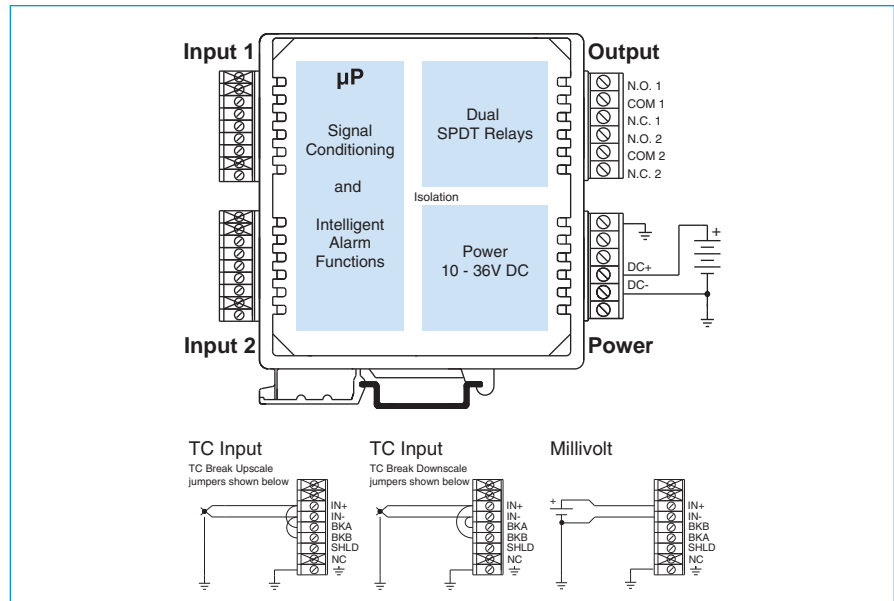 Input 1
Output
µP
Signal
Conditioning
and
Intelligent
Alarm
Functions
Dual
SPDT Relays
Isolation
Power
10 - 36V DC
N.O. 1
COM 1
N.C. 1
N.O. 2
COM 2
N.C. 2
+
DC+
DC-
Input 2
Power
TC Input
TC Break Upscale
jumpers shown below
IN+
IN-
BKA
BKB
SHLD
NC
TC Input
TC Break Downscale
jumpers shown below
IN+
IN-
BKA
BKB
SHLD
NC
Millivolt
+
IN+
IN-
BKB
BKA
SHLD
NC